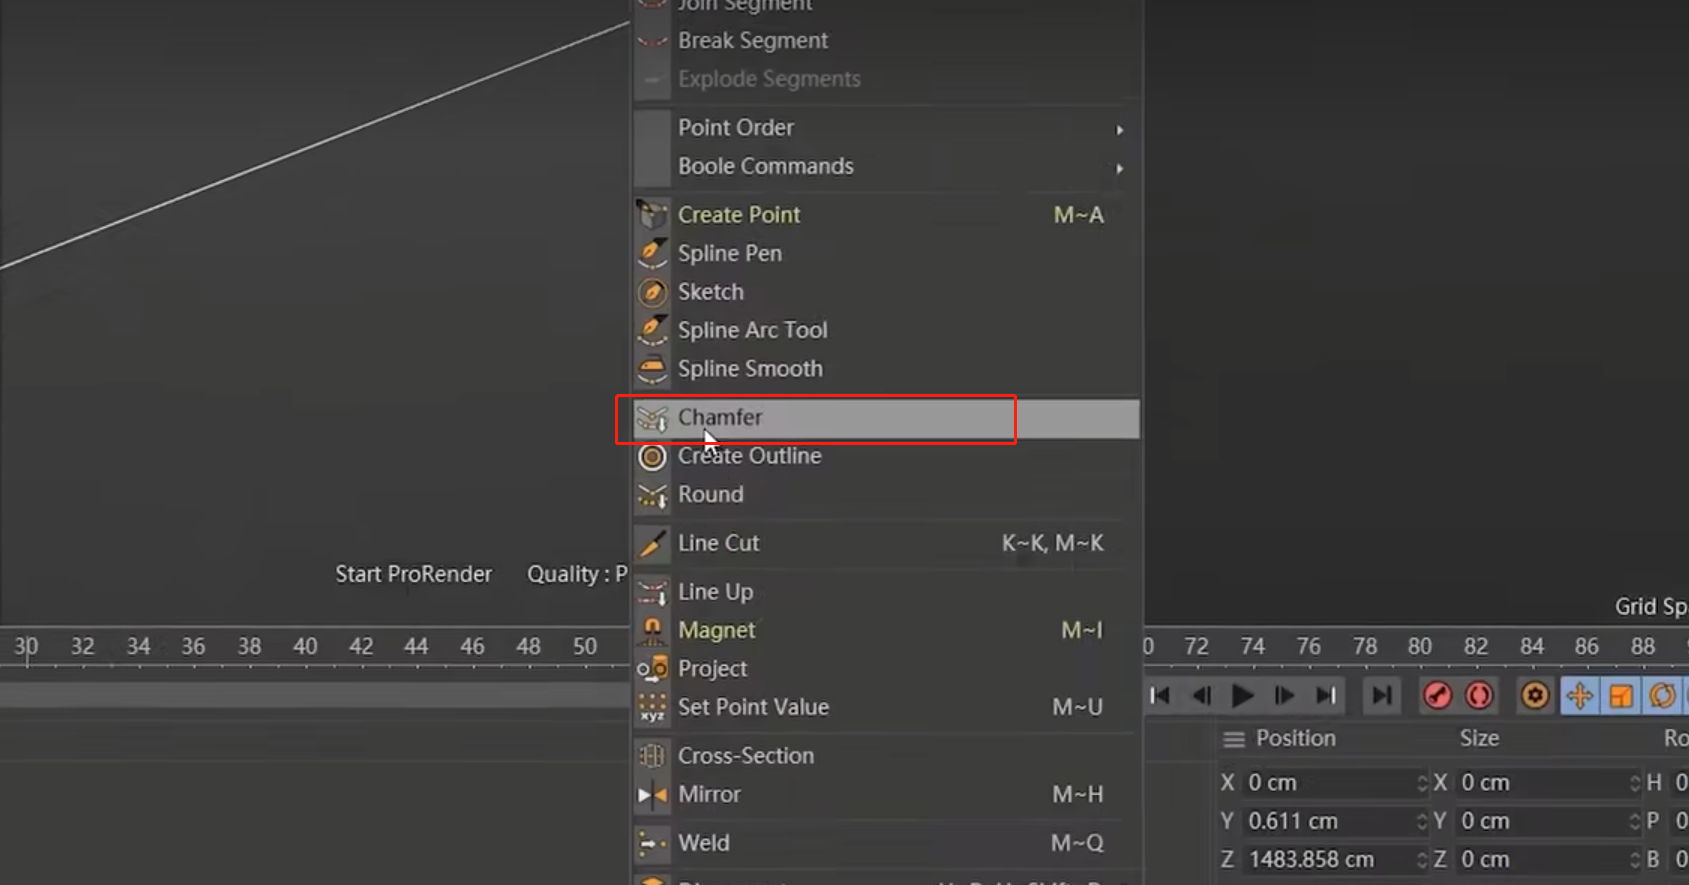 Join Segment
Break Segment
Explode Segments
Point Order
Boole Commands
Create Point M~A
Spline Pen
Sketch
Spline Arc Tool
Spline Smooth
Chamfer
Create Outline
Round
Line Cut K~K, M~K
Line Up
Magnet M~I
Project
xyz Set Point Value M~U
Cross-Section
Mirror M~H
Weld M~Q
Start ProRender Quality : P
Grid Sp
30 32 34 36 38 40 42 44 46 48 50
0 72 74 76 78 80 82 84 86 88
Position Size Ro
X 0 cm X 0 cm H 0
Y 0.611 cm Y 0 cm P 0
Z 1483.858 cm Z 0 cm B 0